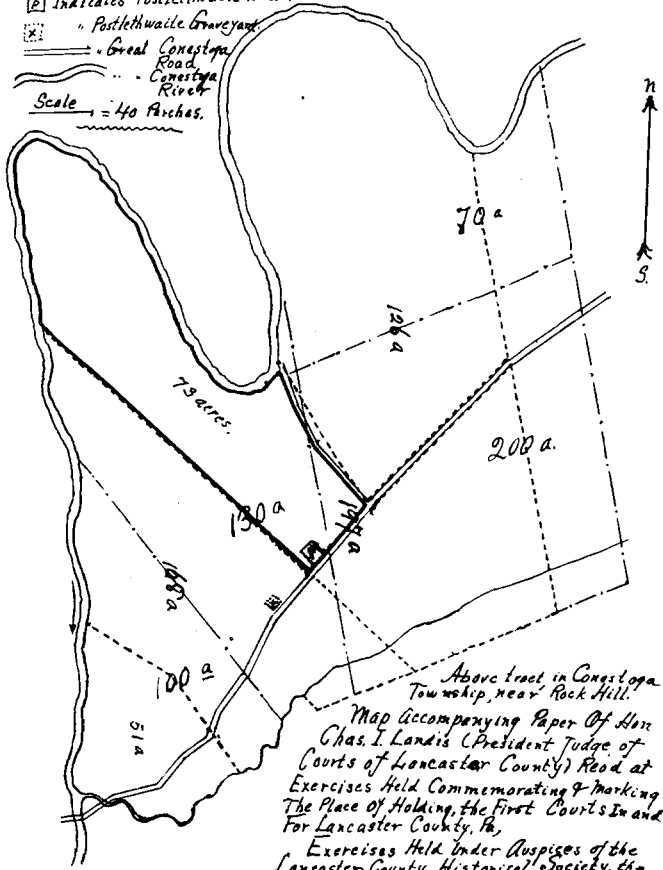 P Indicates Postlethwaite
" Postlethwaite Graveyard.
" Great Conestoga
Road
" " Conestoga
River
Scale = 40 Perches.
N
S.
70 a
126 a
73 acres.
200 a.
130 a
197 a
148 a
100 a
51 a
Above tract in Conestoga
Township, near Rock Hill.
Map Accompanying Paper Of Hon
Chas. I. Landis (President Judge of
Courts of Lancaster County) Read at
Exercises Held Commemorating & Marking
The Place Of Holding, the First Courts In and
For Lancaster County, Pa,
Exercises Held Under Auspices of the
Lancaster County Historical Society, the